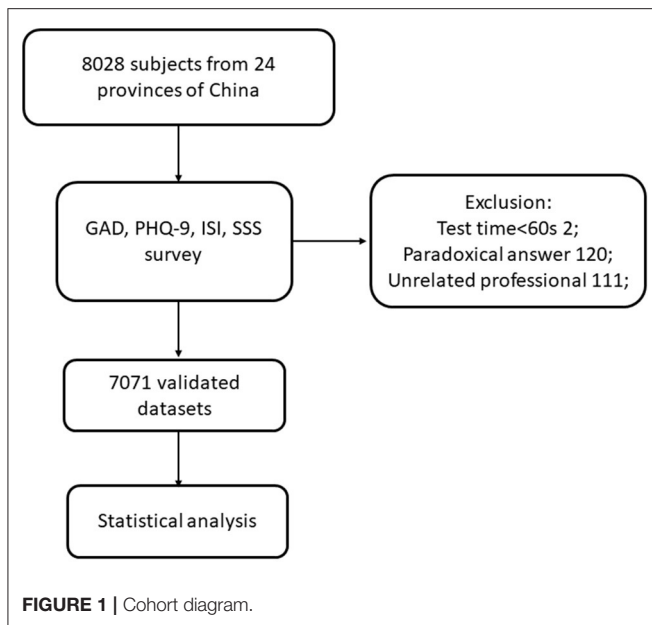 8028 subjects from 24
provinces of China
GAD, PHQ-9, ISI, SSS
survey
Exclusion:
Test time<60s 2;
Paradoxical answer 120;
Unrelated professional 111;
7071 validated
datasets
Statistical analysis
FIGURE 1 | Cohort diagram.